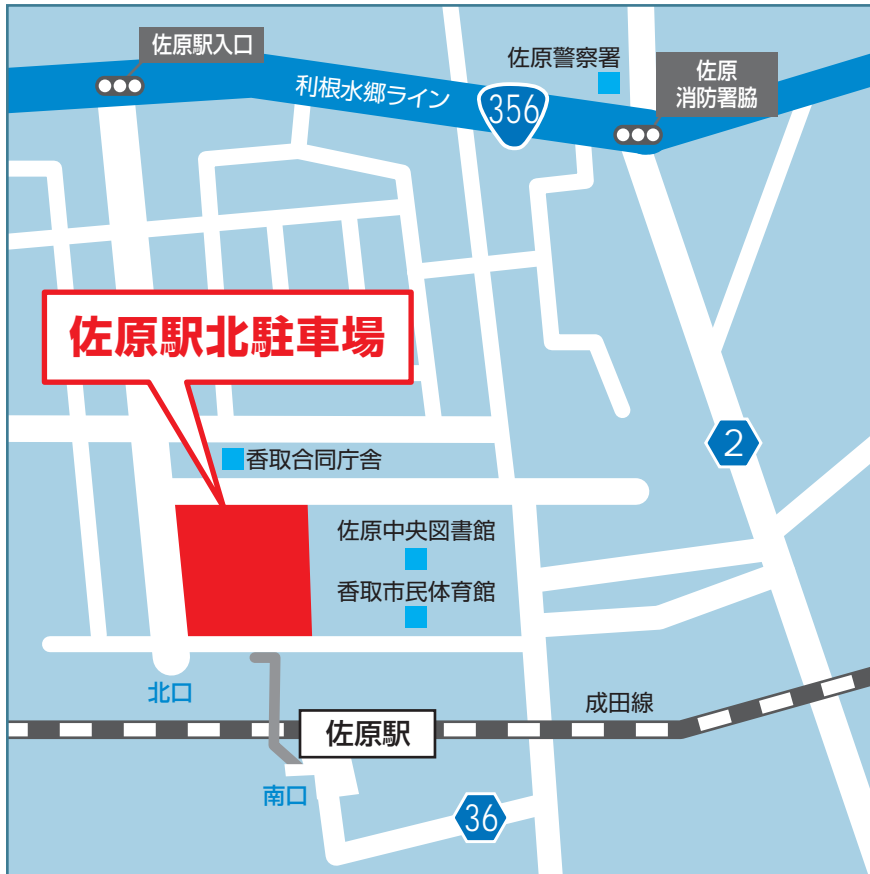 佐原駅入口
佐原警察署
佐原
消防署脇
利根水郷ライン
356
佐原駅北駐車場
2
香取合同庁舎
佐原中央図書館
香取市民体育館
北口
成田線
佐原駅
南口
36